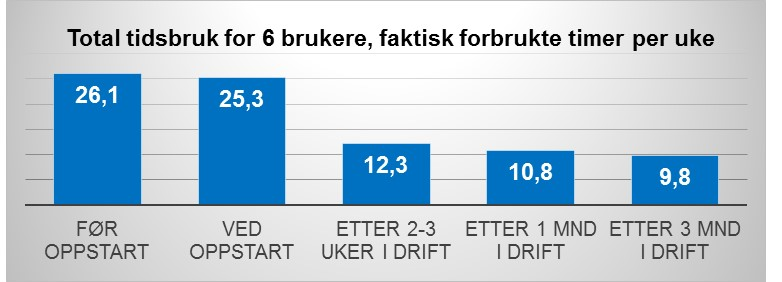 Total tidsbruk for 6 brukere, faktisk forbrukte timer per uke
26,1
25,3
12,3
10,8
9,8
FØR
OPPSTART
VED
OPPSTART
ETTER 2-3
UKER I DRIFT
ETTER 1 MND
I DRIFT
ETTER 3 MND
I DRIFT